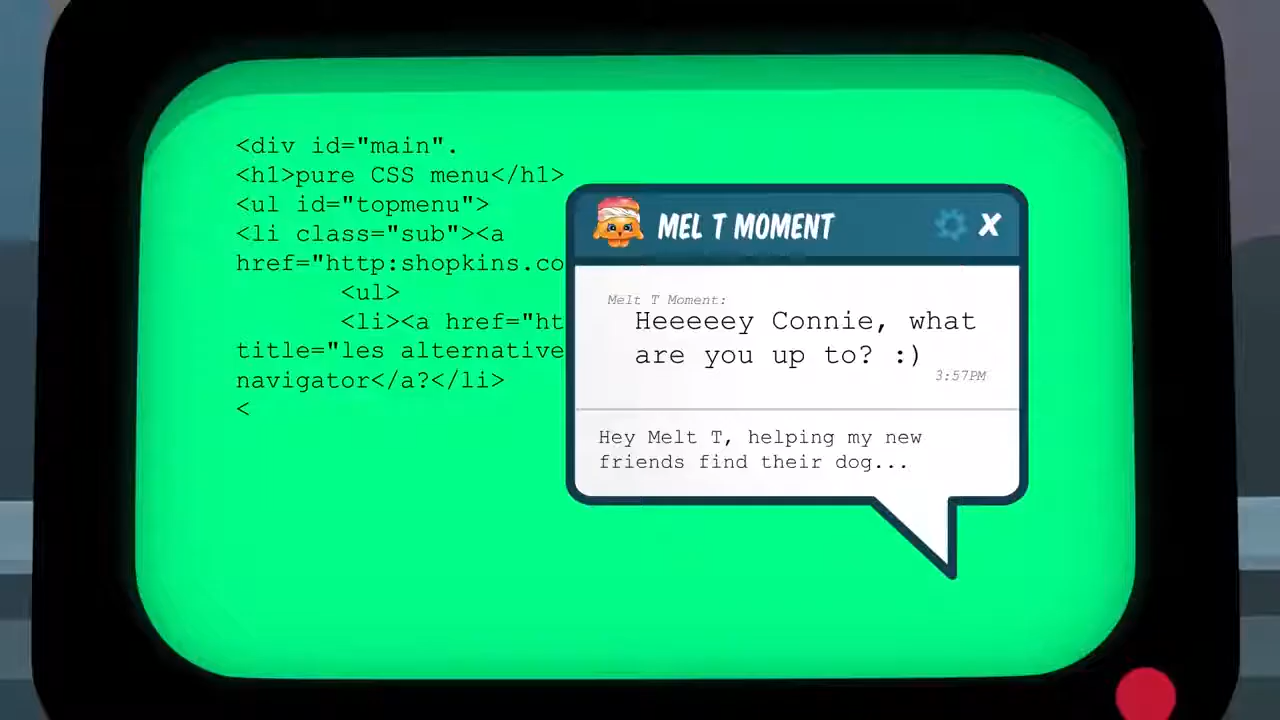 <div id="main".
<h1>pure CSS menu</h1>
<ul id="topmenu">
<li class="sub"><a
href="http:shopkins.co
<ul>
<li><a href="ht
title="les alternative
navigator</a?</li>
<
MEL T MOMENT X
Melt T Moment:
Heeeeey Connie, what
are you up to? :)
3:57PM
Hey Melt T, helping my new
friends find their dog...